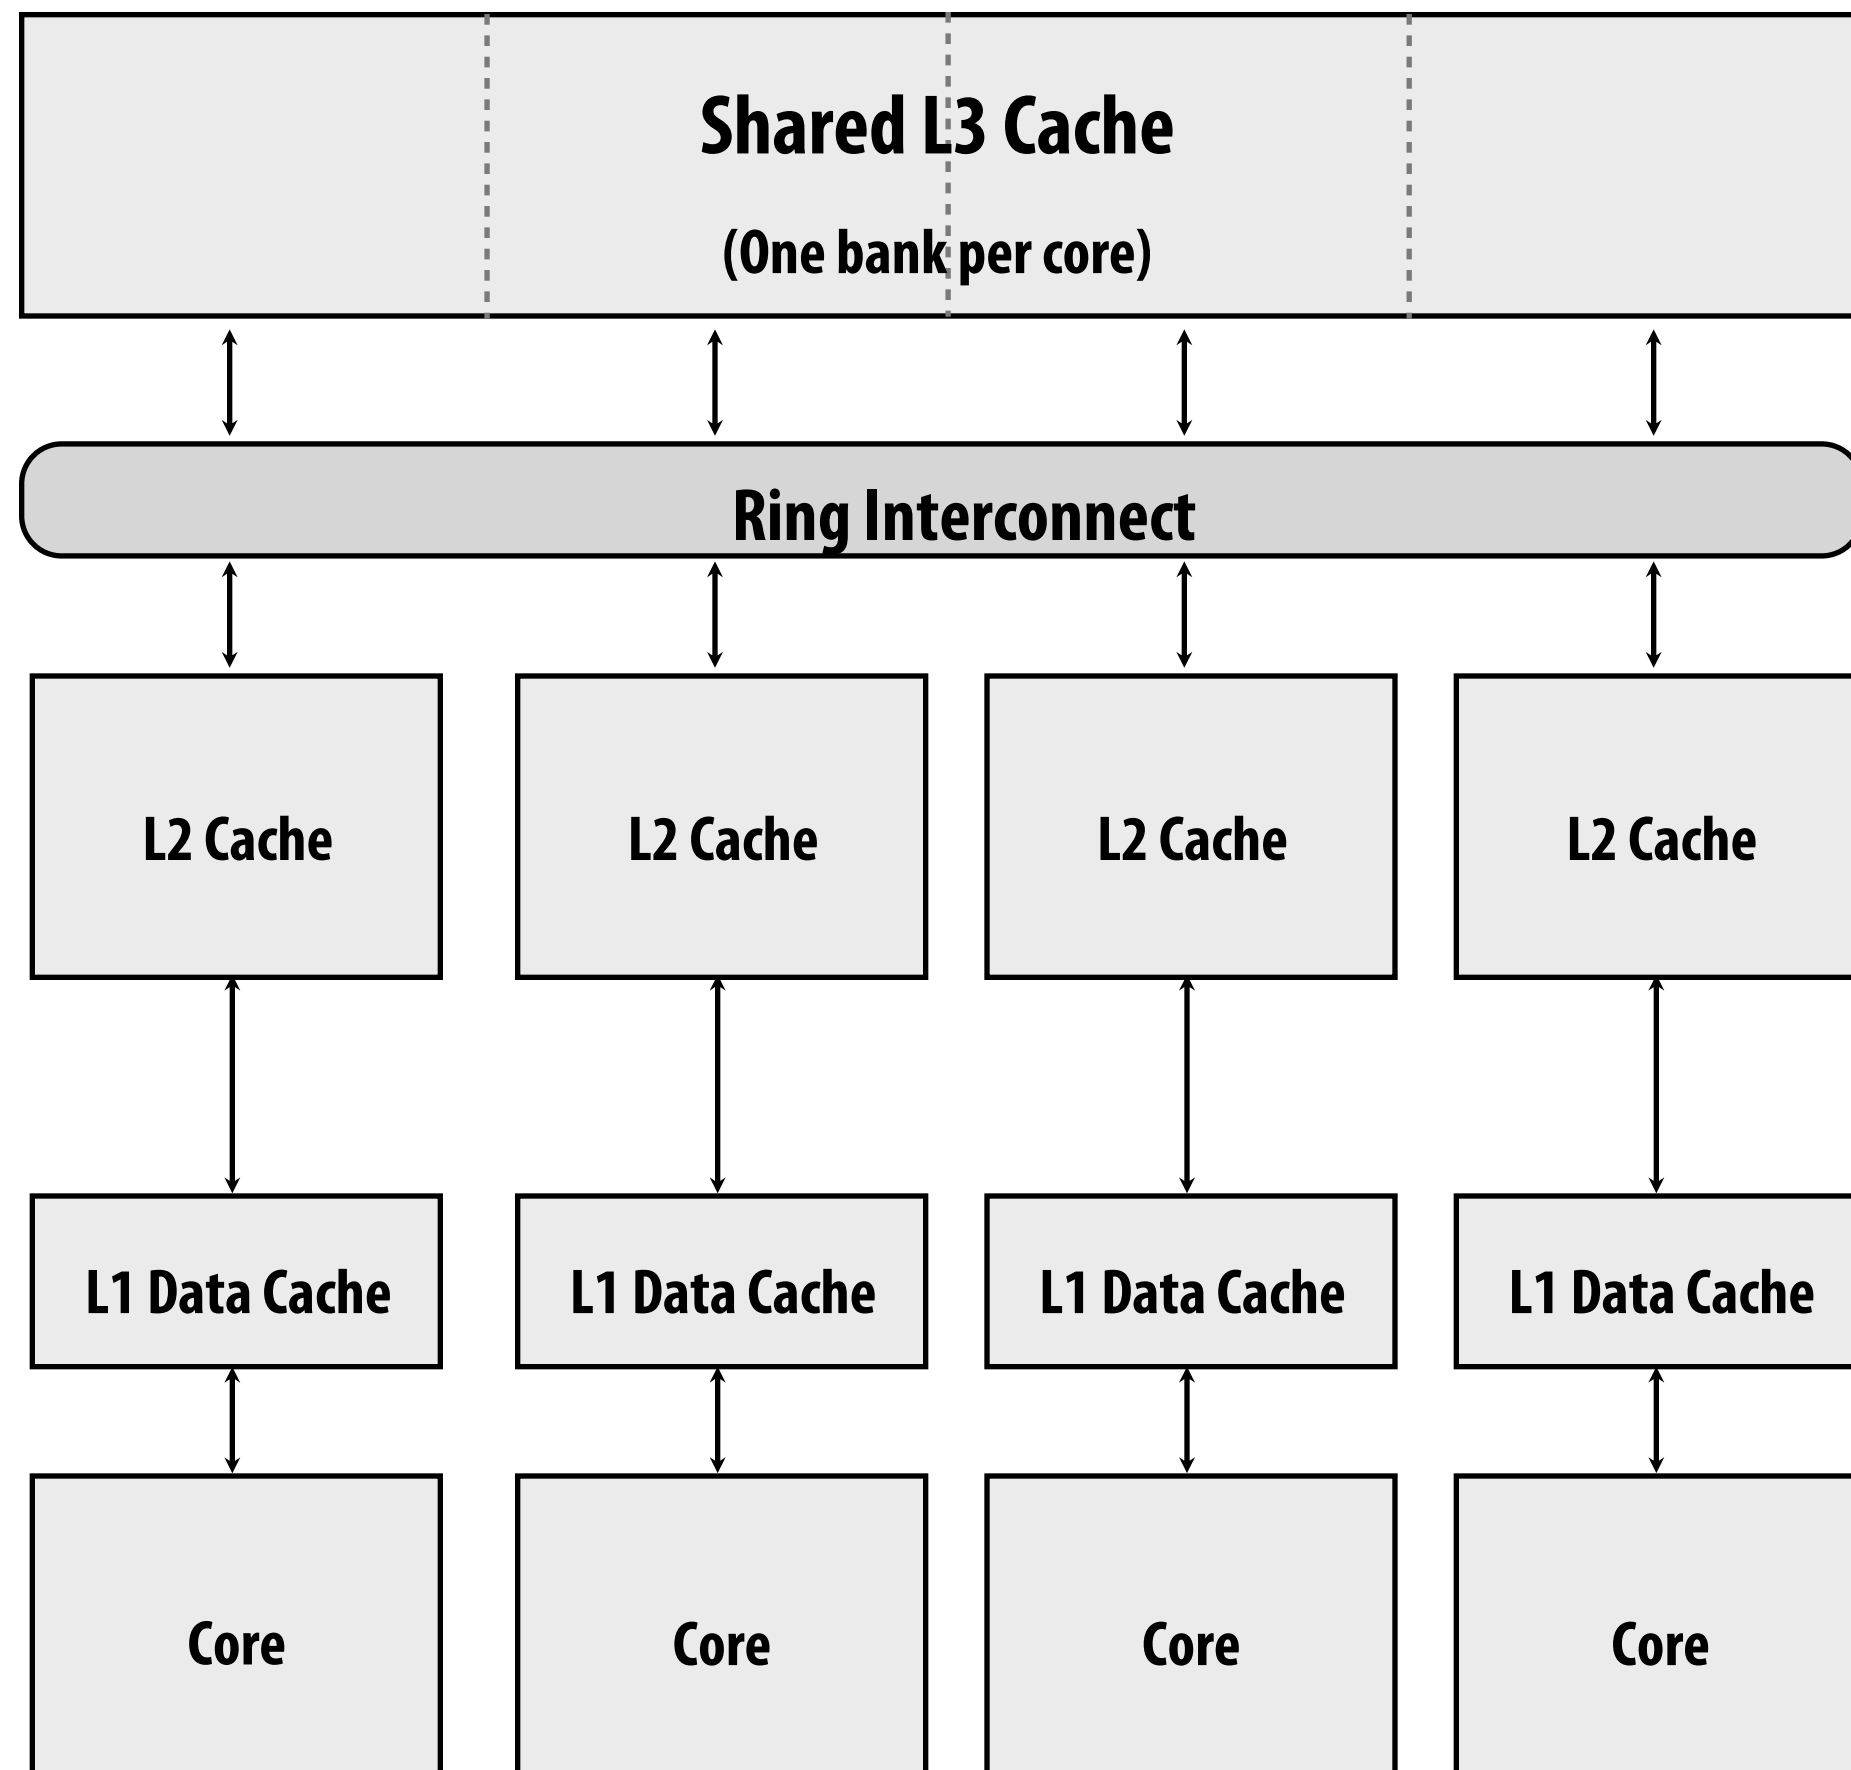 Shared L3 Cache
(One bank per core)
Ring Interconnect
L2 Cache
L2 Cache
L2 Cache
L2 Cache
L1 Data Cache
L1 Data Cache
L1 Data Cache
L1 Data Cache
Core
Core
Core
Core